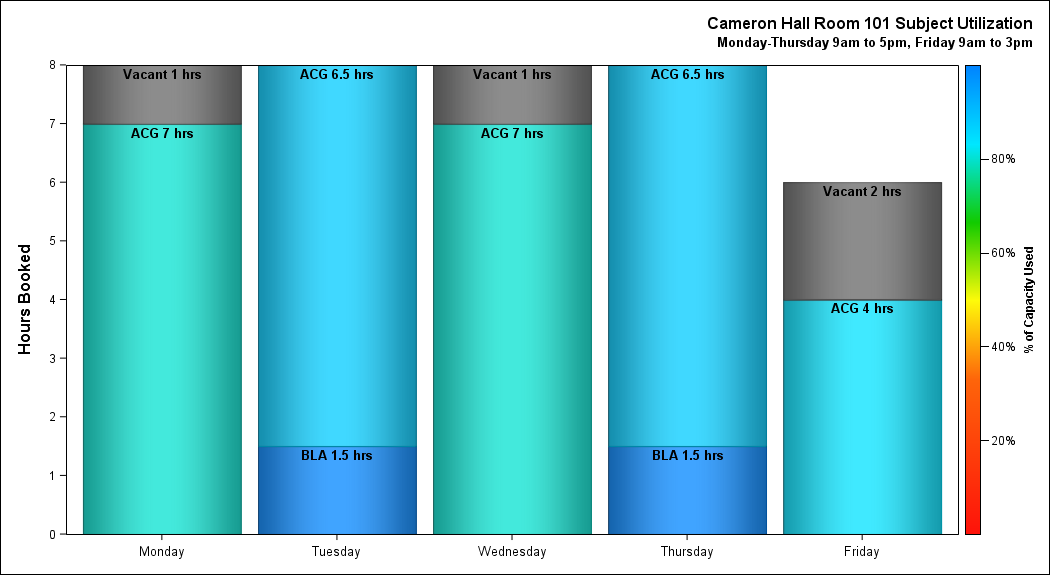 Cameron Hall Room 101 Subject Utilization
Monday-Thursday 9am to 5pm, Friday 9am to 3pm
Hours Booked
8
7
6
5
4
3
2
1
0
Vacant 1 hrs
ACG 7 hrs
ACG 6.5 hrs
BLA 1.5 hrs
Vacant 1 hrs
ACG 7 hrs
ACG 6.5 hrs
BLA 1.5 hrs
Vacant 2 hrs
ACG 4 hrs
Monday
Tuesday
Wednesday
Thursday
Friday
80%
60%
40%
20%
% of Capacity Used